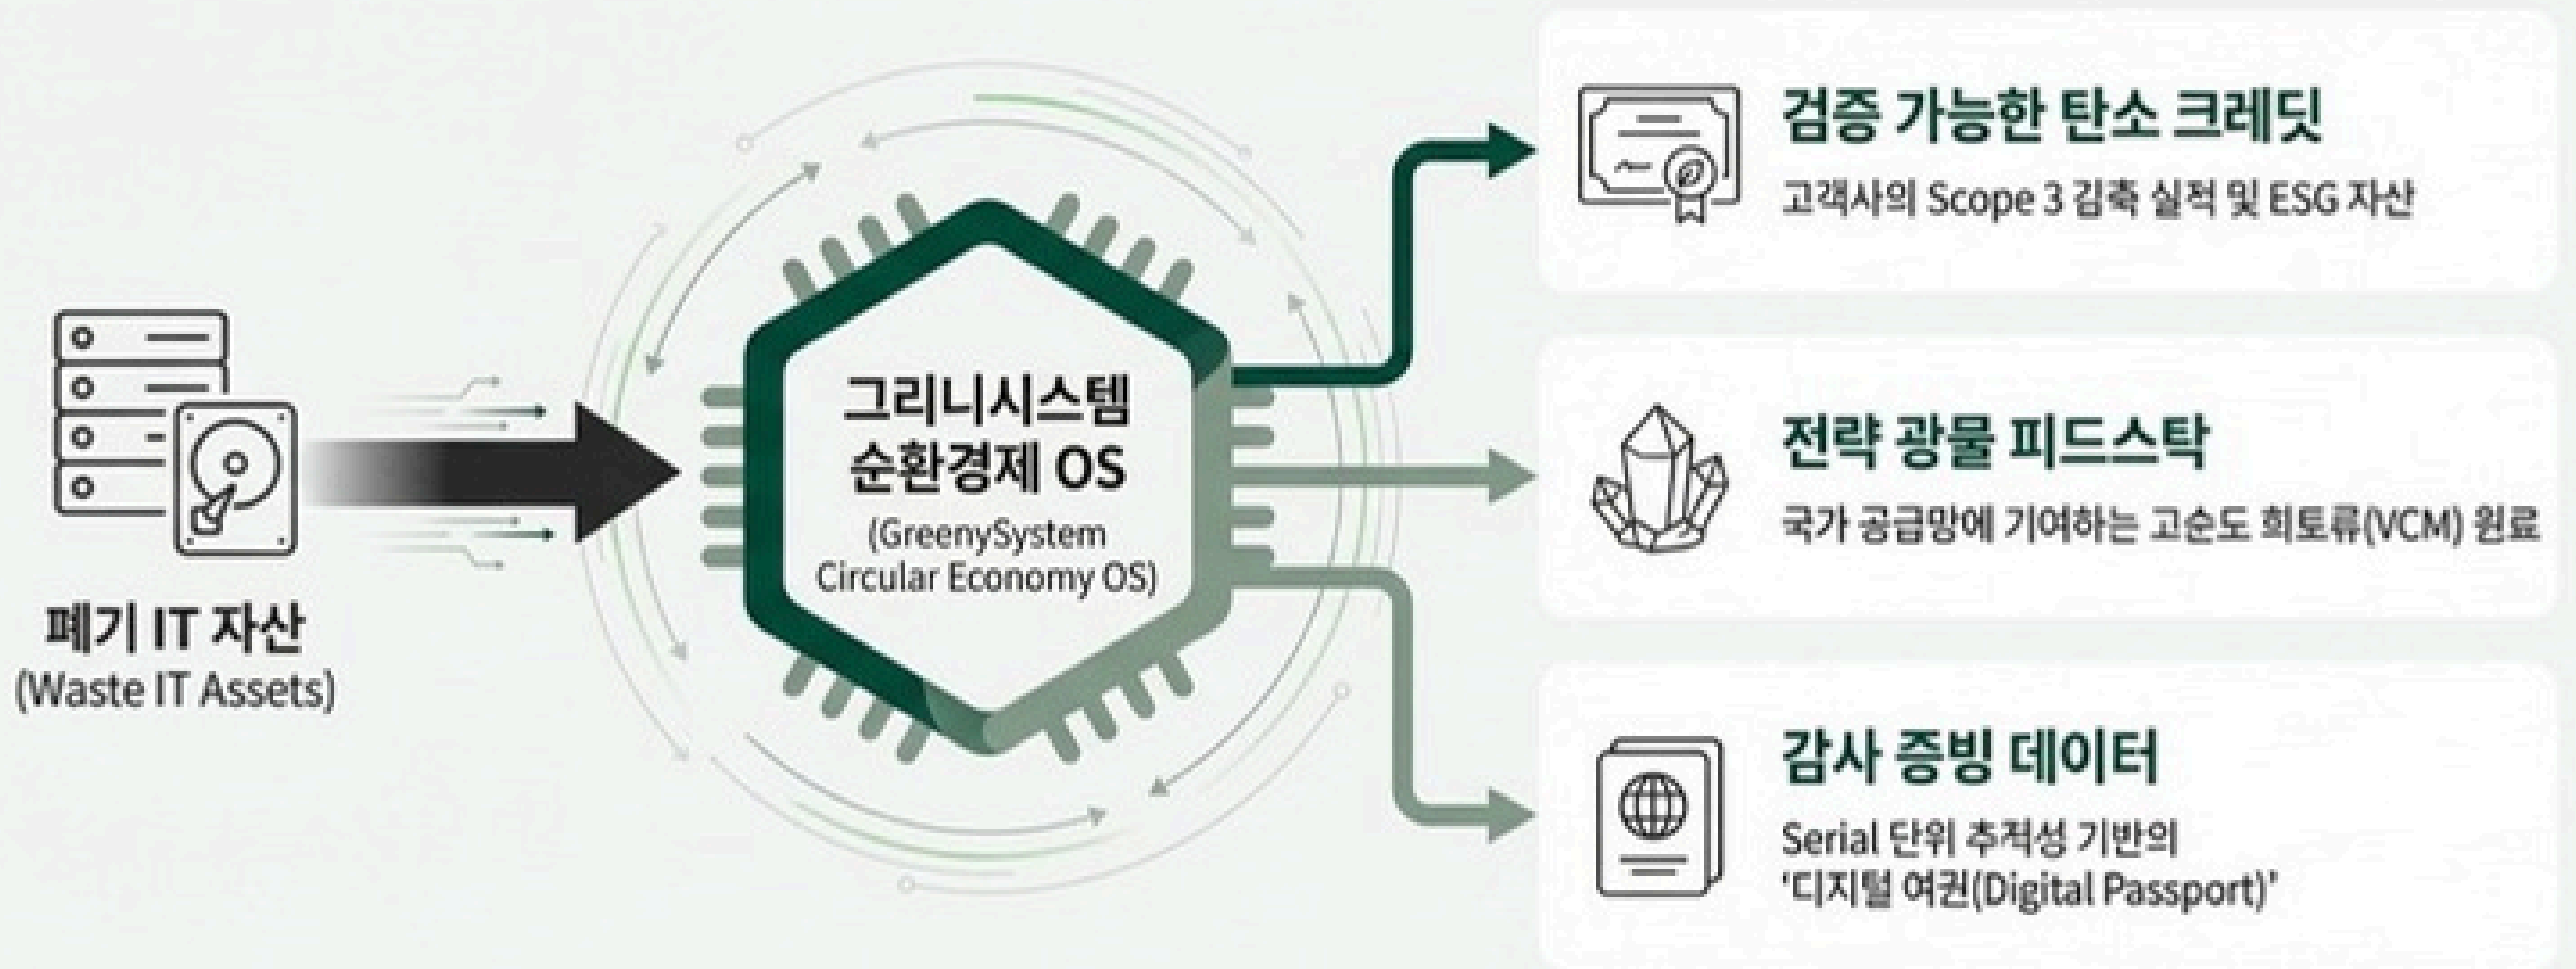 폐기 IT 자산
(Waste IT Assets)
그리니시스템
순환경제 OS
(GreenySystem
Circular Economy OS)
검증 가능한 탄소 크레딧
고객사의 Scope 3 김축 실적 및 ESG 자산
전략 광물 피드스탁
국가 공급망에 기여하는 고순도 희토류(VCM) 원료
감사 증빙 데이터
Serial 단위 추적성 기반의
‘디지털 여권(Digital Passport)’